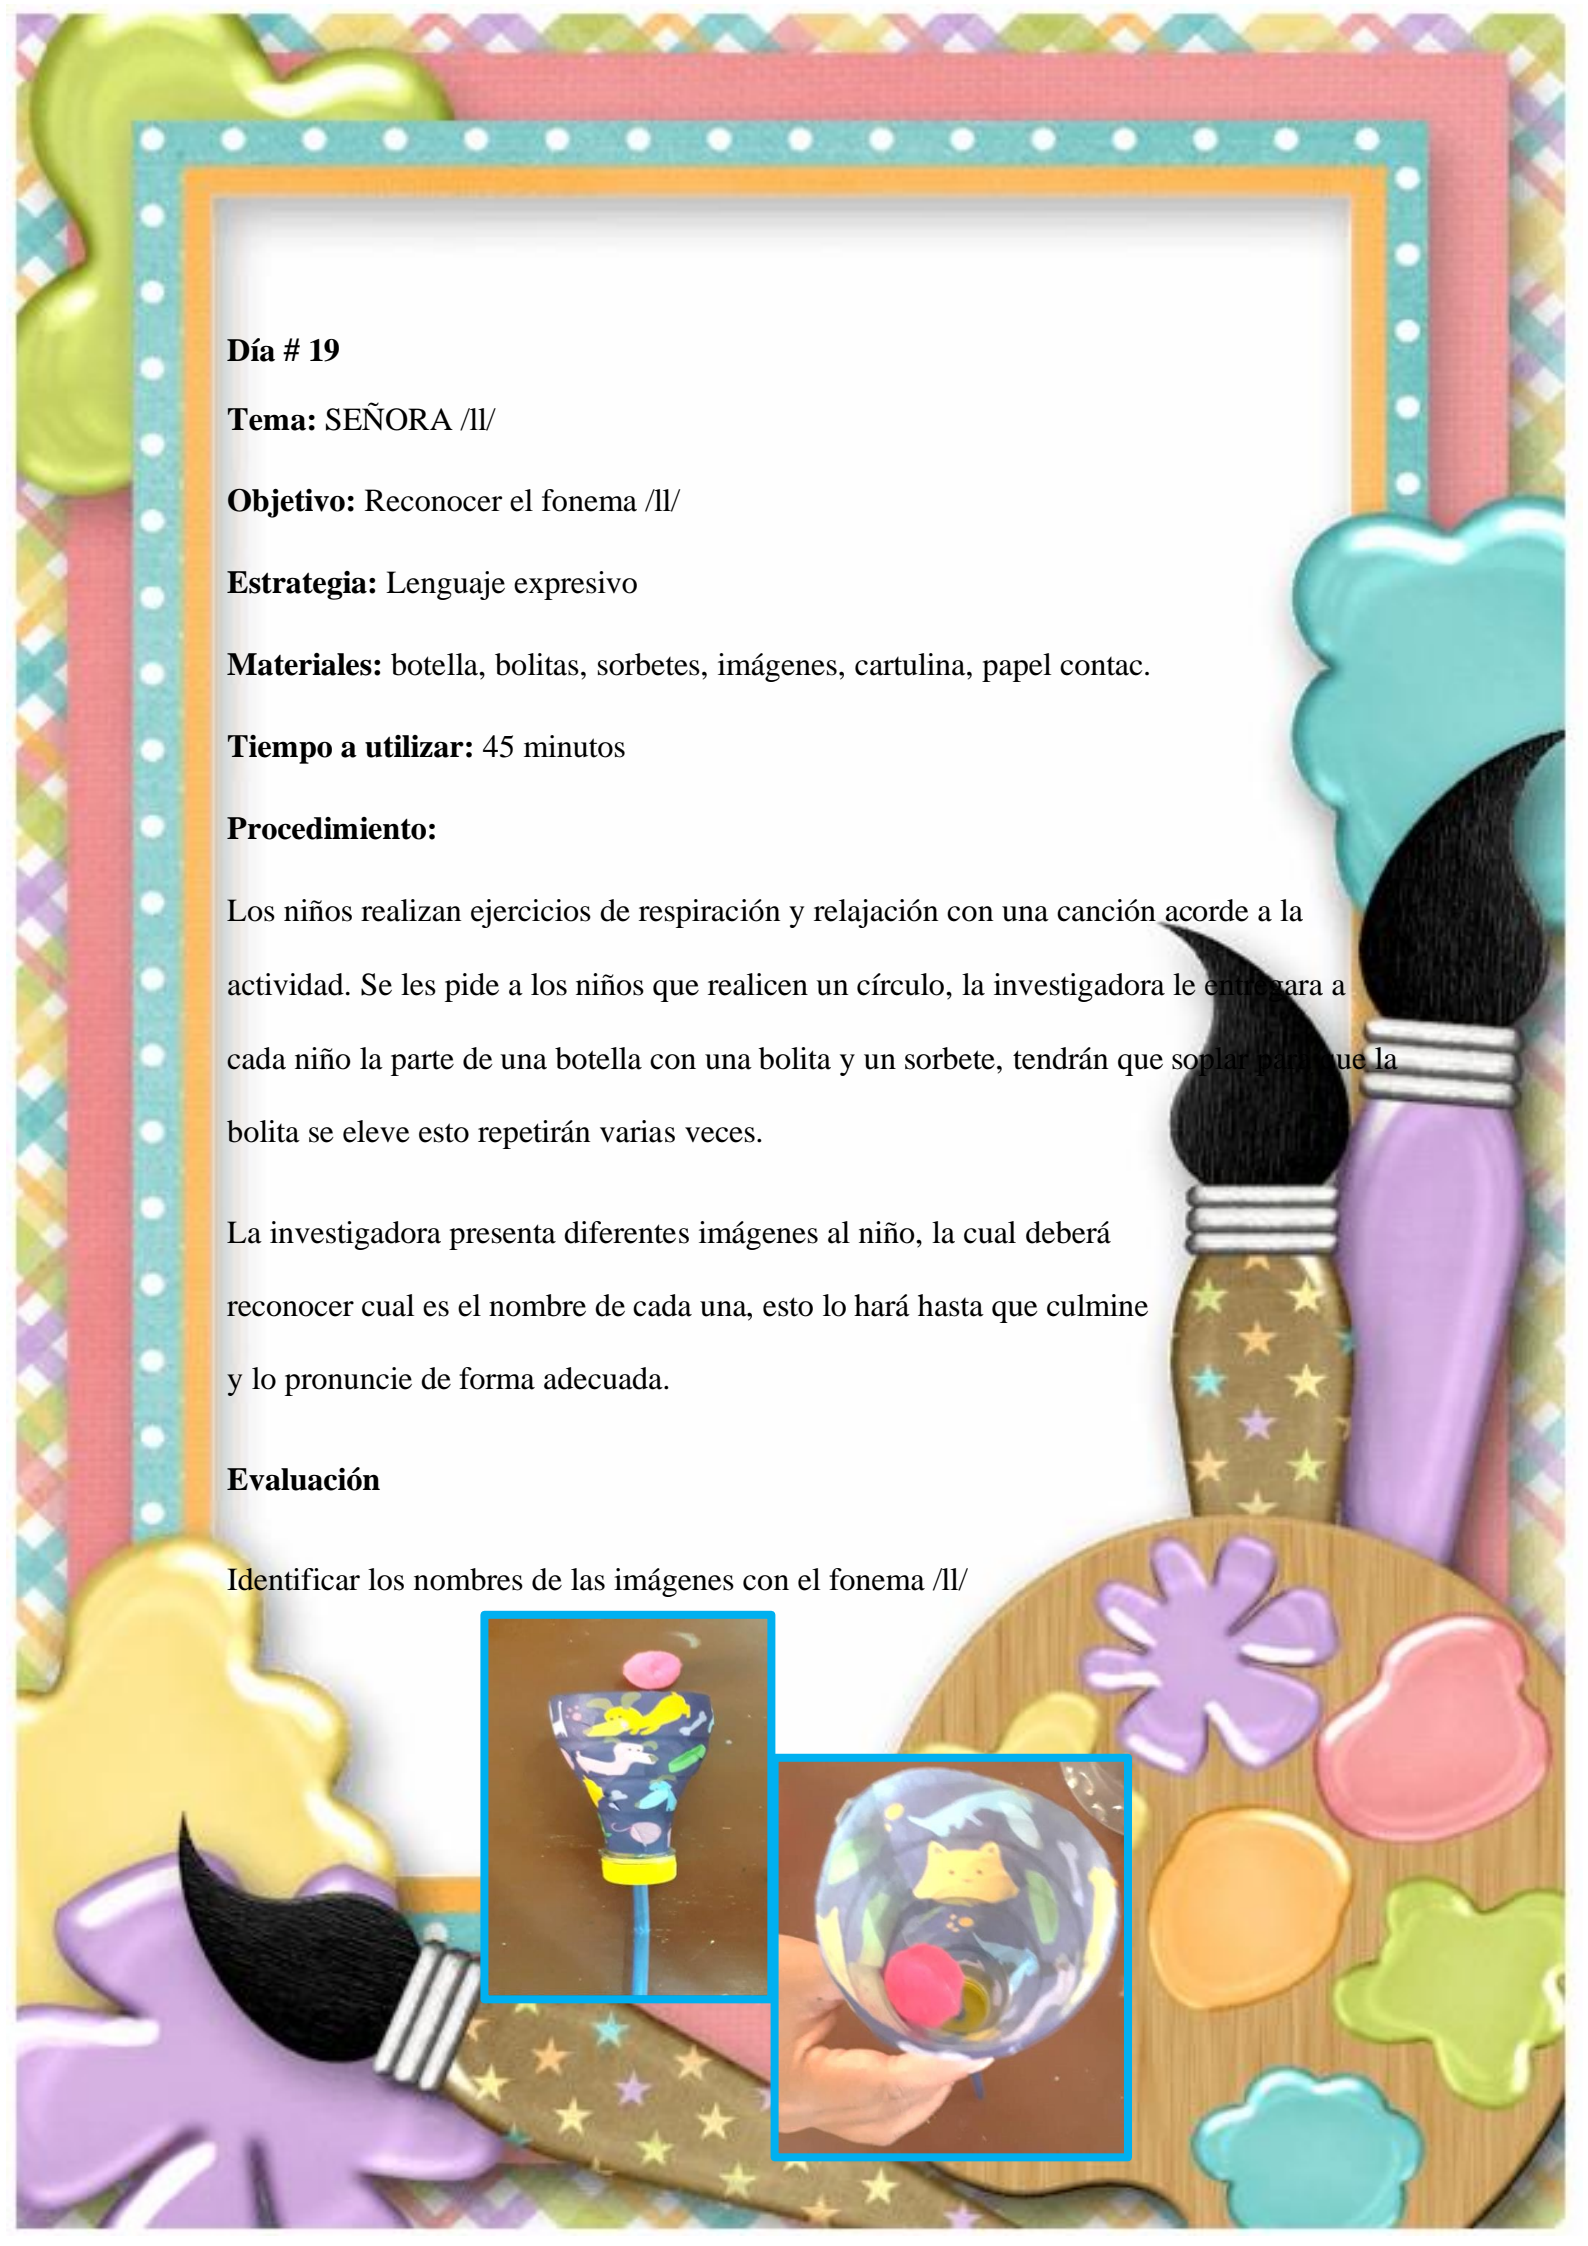 Día # 19
Tema: SEÑORA /ll/
Objetivo: Reconocer el fonema /ll/
Estrategia: Lenguaje expresivo
Materiales: botella, bolitas, sorbetes, imágenes, cartulina, papel contac.
Tiempo a utilizar: 45 minutos
Procedimiento:
Los niños realizan ejercicios de respiración y relajación con una canción acorde a la
actividad. Se les pide a los niños que realicen un círculo, la investigadora le entregara a
cada niño la parte de una botella con una bolita y un sorbete, tendrán que soplar para que la
bolita se eleve esto repetirán varias veces.
La investigadora presenta diferentes imágenes al niño, la cual deberá
reconocer cual es el nombre de cada una, esto lo hará hasta que culmine
y lo pronuncie de forma adecuada.
Evaluación
Identificar los nombres de las imágenes con el fonema /ll/